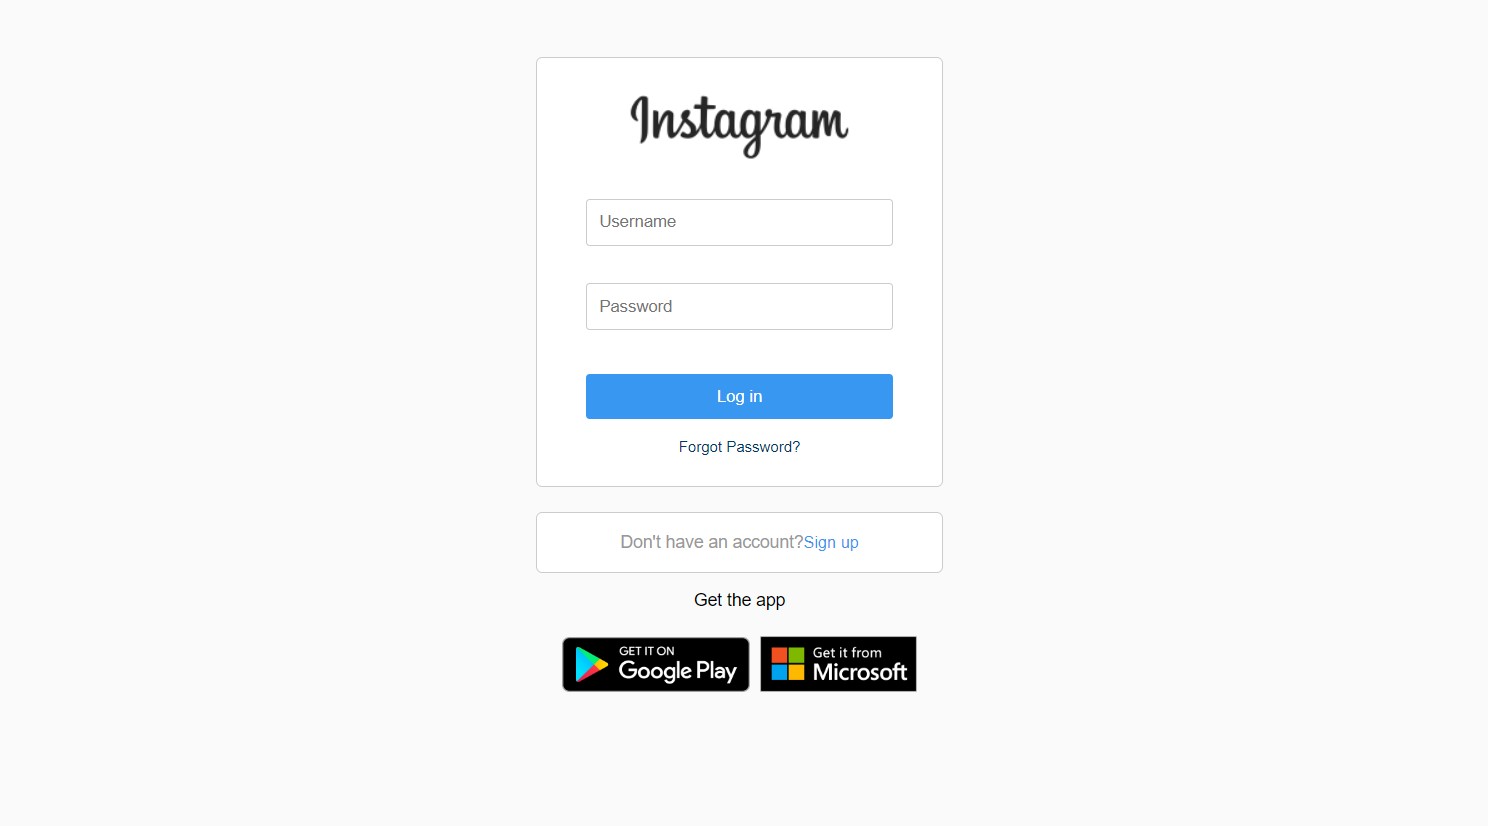 Instagram
Username
Password
Log in
Forgot Password?
Don't have an account?Sign up
Get the app
GET IT ON
Google Play
Get it from
Microsoft